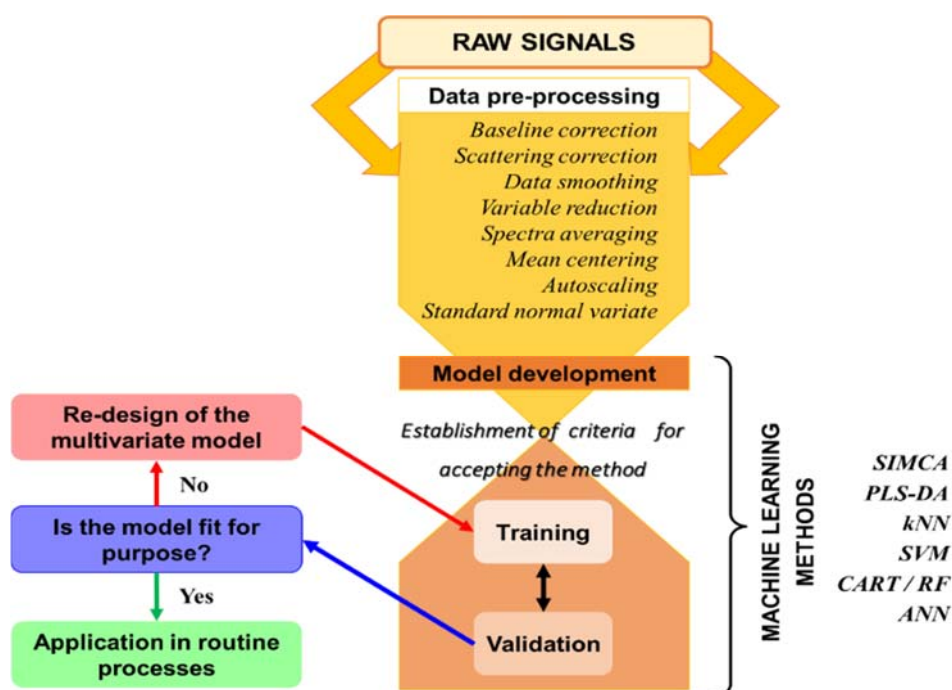 RAW SIGNALS
Data pre-processing
Baseline correction
Scattering correction
Data smoothing
Variable reduction
Spectra averaging
Mean centering
Autoscaling
Standard normal variate
Model development
Establishment of criteria for
accepting the method
Training
Validation
Re-design of the
multivariate model
No
Is the model fit for
purpose?
Yes
Application in routine
processes
MACHINE LEARNING
METHODS
SIMCA
PLS-DA
kNN
SVM
CART / RF
ANN